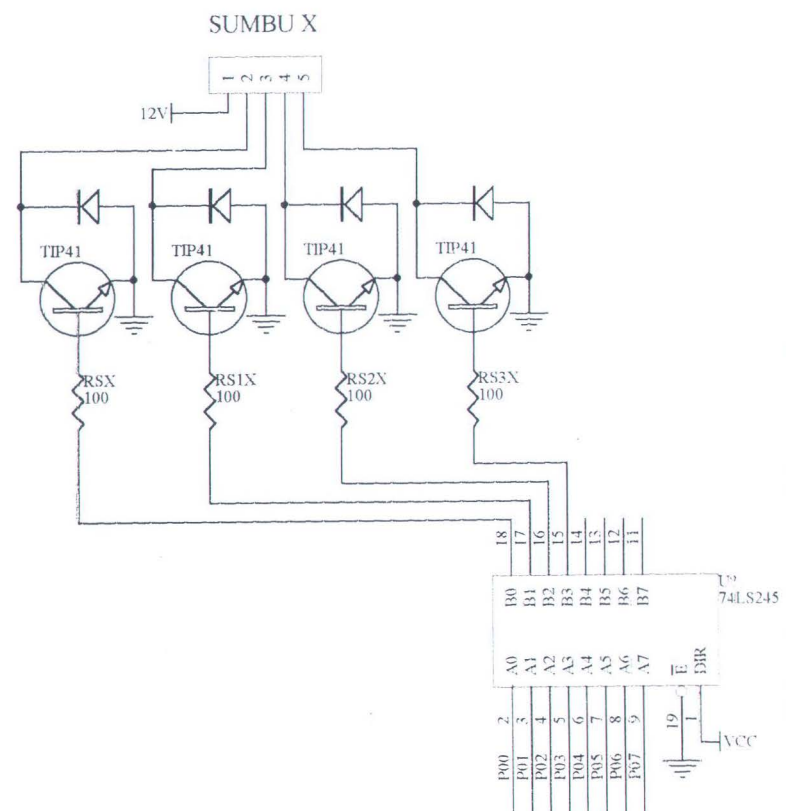 SUMBU X
1 2 3 4 5
12V
TIP41 TIP41 TIP41 TIP41
RSX RS1X RS2X RS3X
100 100 100 100
18 17 16 15 14 13 12 11
U?
74LS245
B0 B1 B2 B3 B4 B5 B6 B7
A0 A1 A2 A3 A4 A5 A6 A7 E DIR
2 3 4 5 6 7 8 9 19 1
VCC
P00 P01 P02 P03 P04 P05 P06 P07